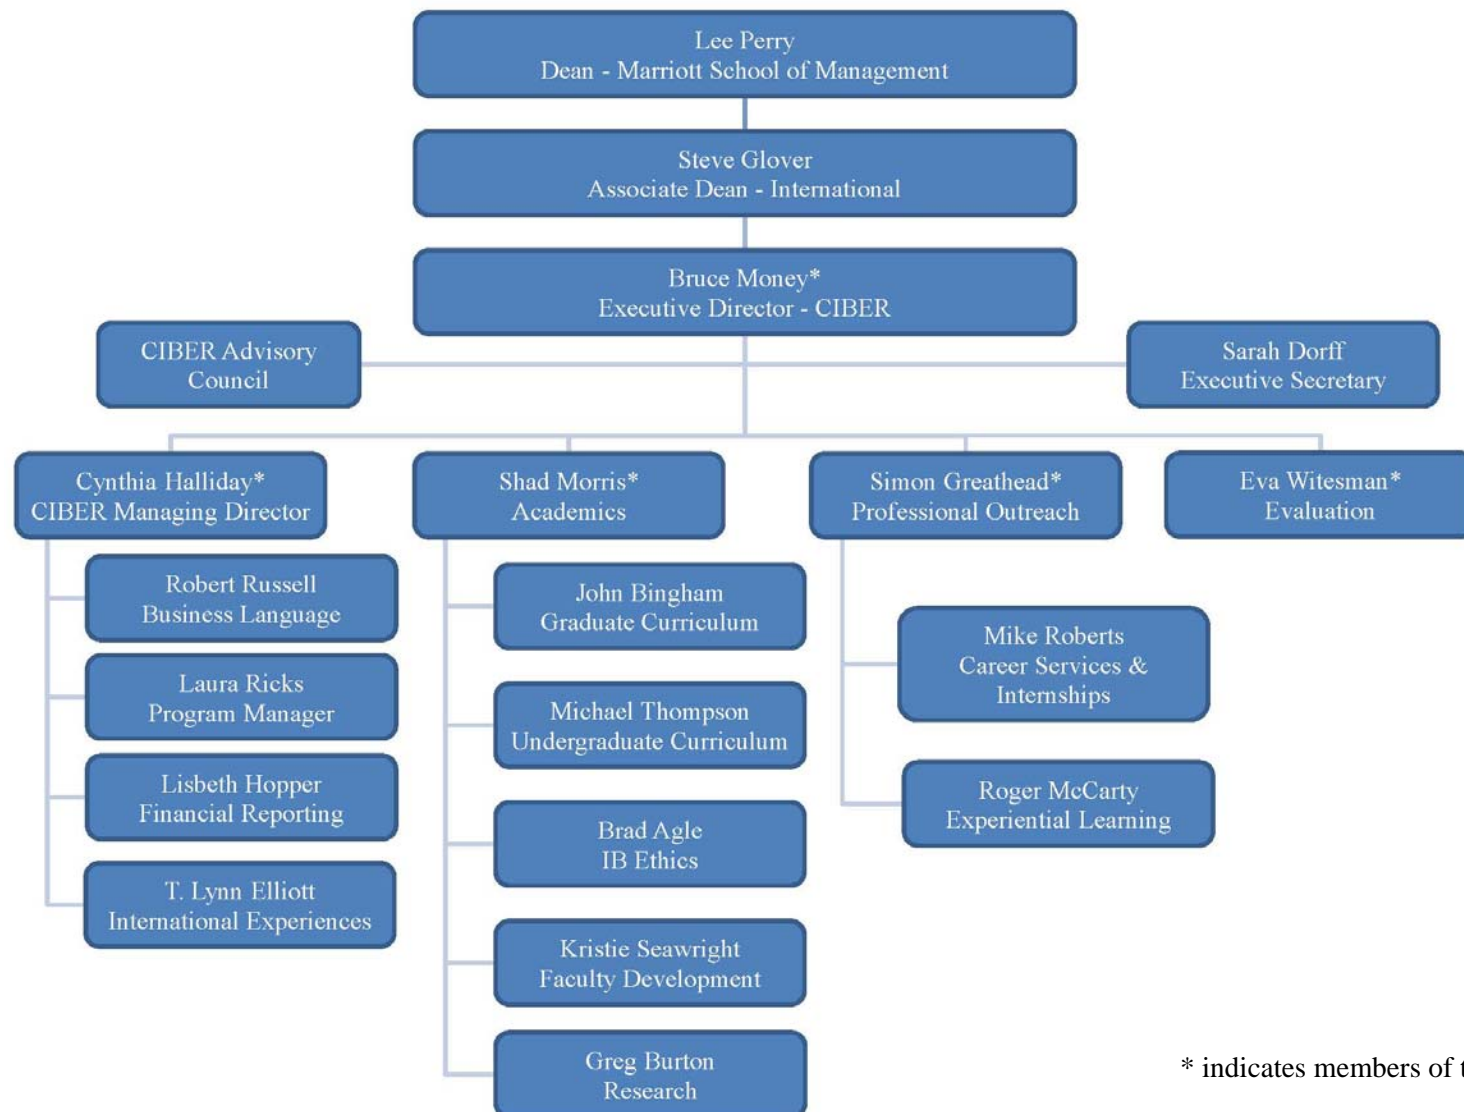 Lee Perry
Dean - Marriott School of Management
Steve Glover
Associate Dean - International
Bruce Money*
Executive Director - CIBER
CIBER Advisory
Council
Sarah Dorff
Executive Secretary
Cynthia Halliday*
CIBER Managing Director
Robert Russell
Business Language
Laura Ricks
Program Manager
Lisbeth Hopper
Financial Reporting
T. Lynn Elliott
International Experiences
Shad Morris*
Academics
John Bingham
Graduate Curriculum
Michael Thompson
Undergraduate Curriculum
Brad Agle
IB Ethics
Kristie Seawright
Faculty Development
Greg Burton
Research
Simon Greathead*
Professional Outreach
Mike Roberts
Career Services &
Internships
Roger McCarty
Experiential Learning
Eva Witesman*
Evaluation
* indicates members of